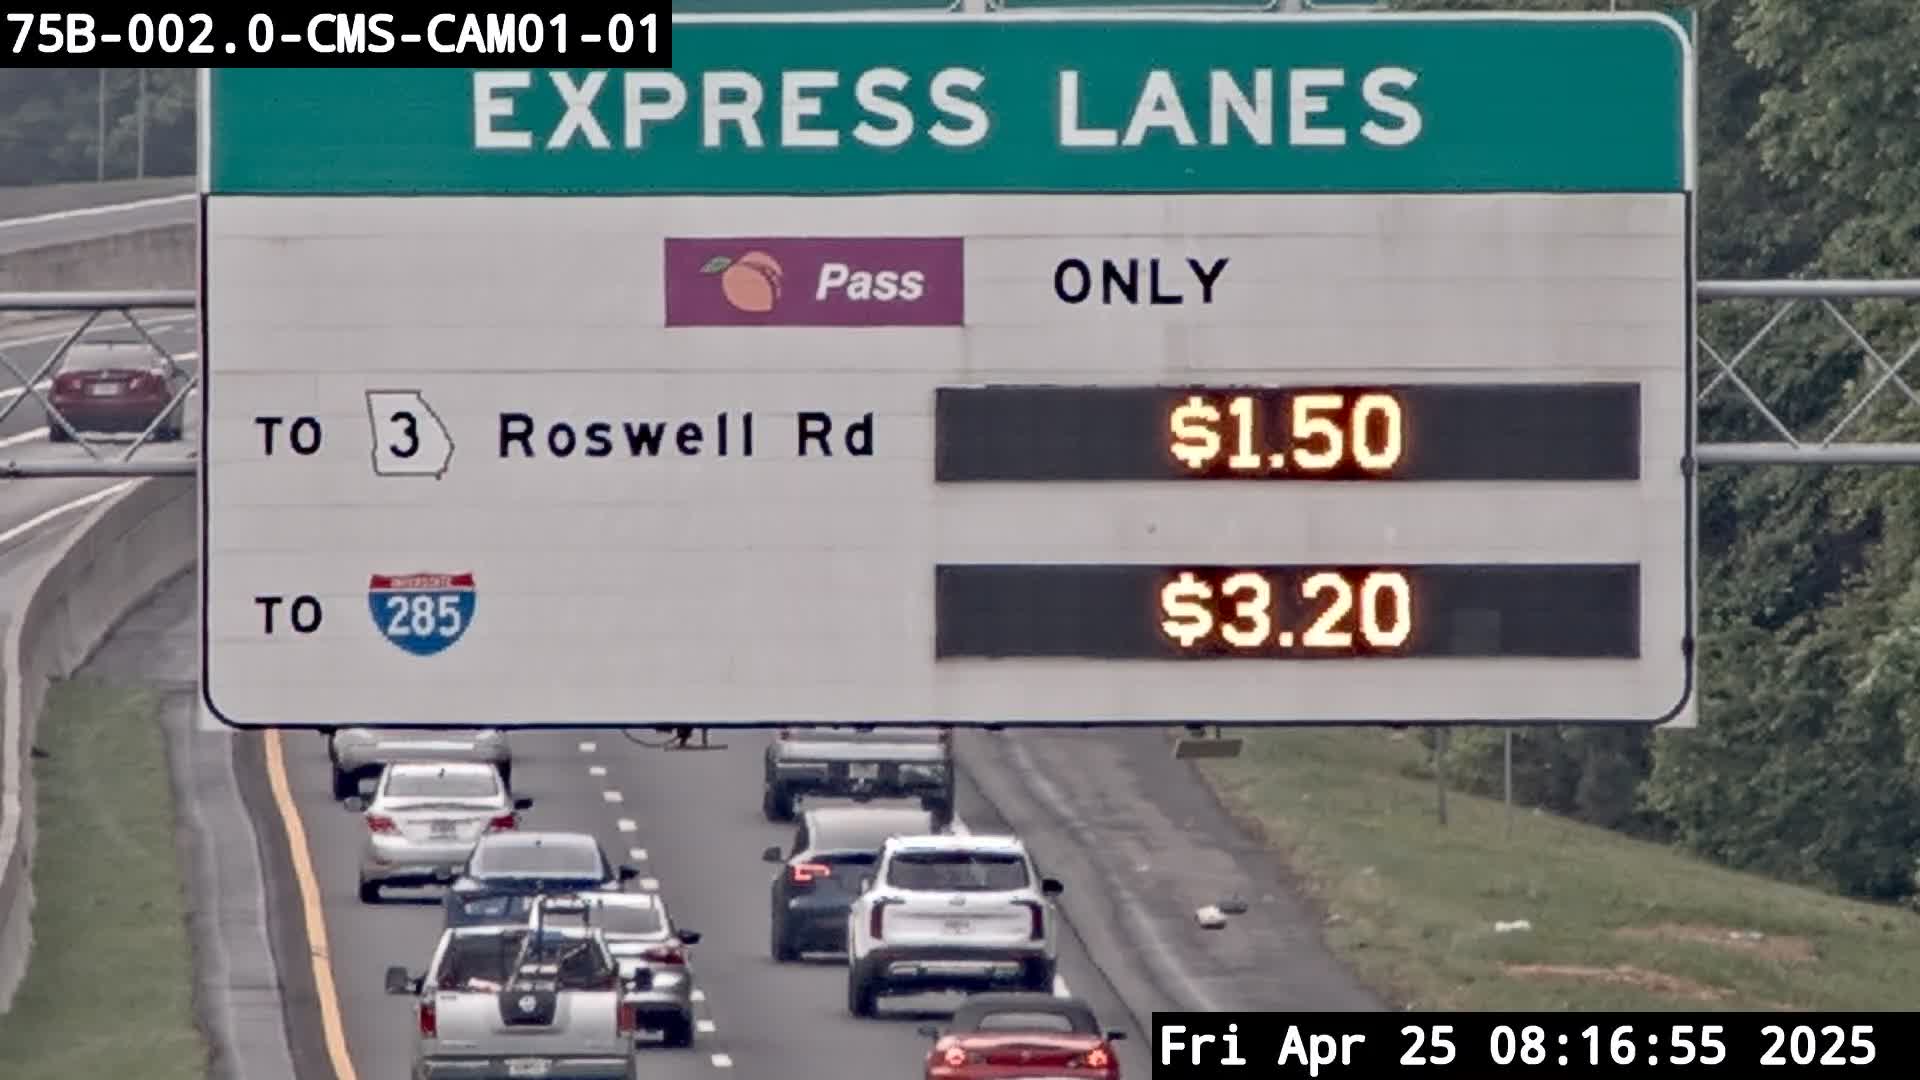 75B-002.0-CMS-CAM01-01
EXPRESS LANES
Pass ONLY
TO 3 Roswell Rd $1.50
INTERSTATE
TO 285 $3.20
Fri Apr 25 08:16:55 2025